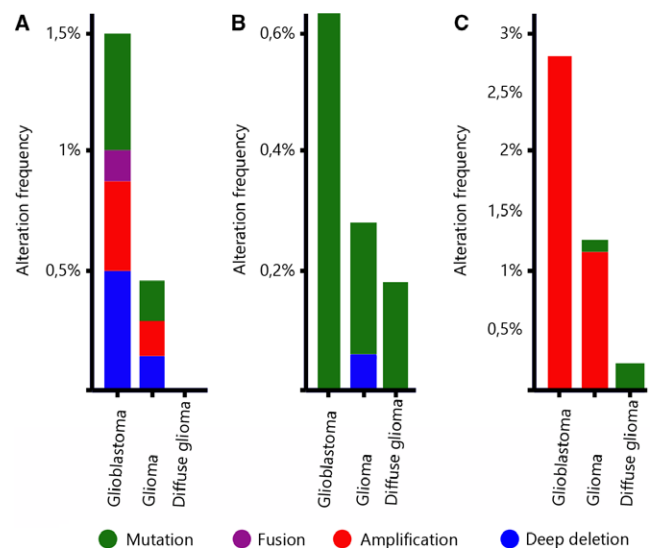 A
Alteration frequency
1,5%
1%
0,5%
Glioblastoma
Glioma
Diffuse glioma
B
Alteration frequency
0,6%
0,4%
0,2%
Glioblastoma
Glioma
Diffuse glioma
C
Alteration frequency
3%
2,5%
2%
1,5%
1%
0,5%
Glioblastoma
Glioma
Diffuse glioma
Mutation
Fusion
Amplification
Deep deletion